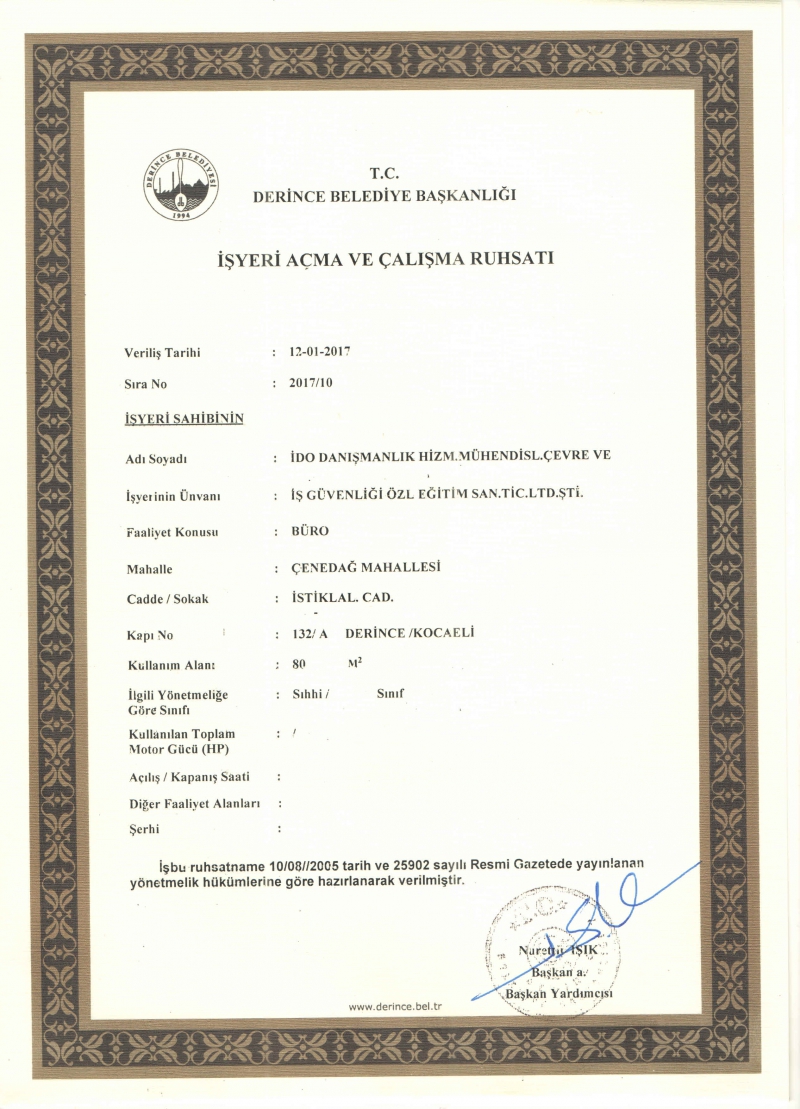 DERİNCE BELEDİYESİ
1994
T.C.
DERİNCE BELEDİYE BAŞKANLIĞI
İŞYERİ AÇMA VE ÇALIŞMA RUHSATI
Veriliş Tarihi : 12-01-2017
Sıra No : 2017/10
İŞYERİ SAHİBİNİN
Adı Soyadı : İDO DANIŞMANLIK HİZM.MÜHENDİSL.ÇEVRE VE
İşyerinin Ünvanı : İŞ GÜVENLİĞİ ÖZL EĞİTİM SAN.TİC.LTD.ŞTİ.
Faaliyet Konusu : BÜRO
Mahalle : ÇENEDAĞ MAHALLESİ
Cadde / Sokak : İSTİKLAL. CAD.
Kapı No : 132/ A DERİNCE /KOCAELİ
Kullanım Alanı : 80 M²
İlgili Yönetmeliğe : Sıhhi / Sınıf
Göre Sınıfı
Kullanılan Toplam : /
Motor Gücü (HP)
Açılış / Kapanış Saati :
Diğer Faaliyet Alanları :
Şerhi :
İşbu ruhsatname 10/08//2005 tarih ve 25902 sayılı Resmi Gazetede yayınlanan
yönetmelik hükümlerine göre hazırlanarak verilmiştir.
Nurettin IŞIK
Başkan a.
Başkan Yardımcısı
www.derince.bel.tr